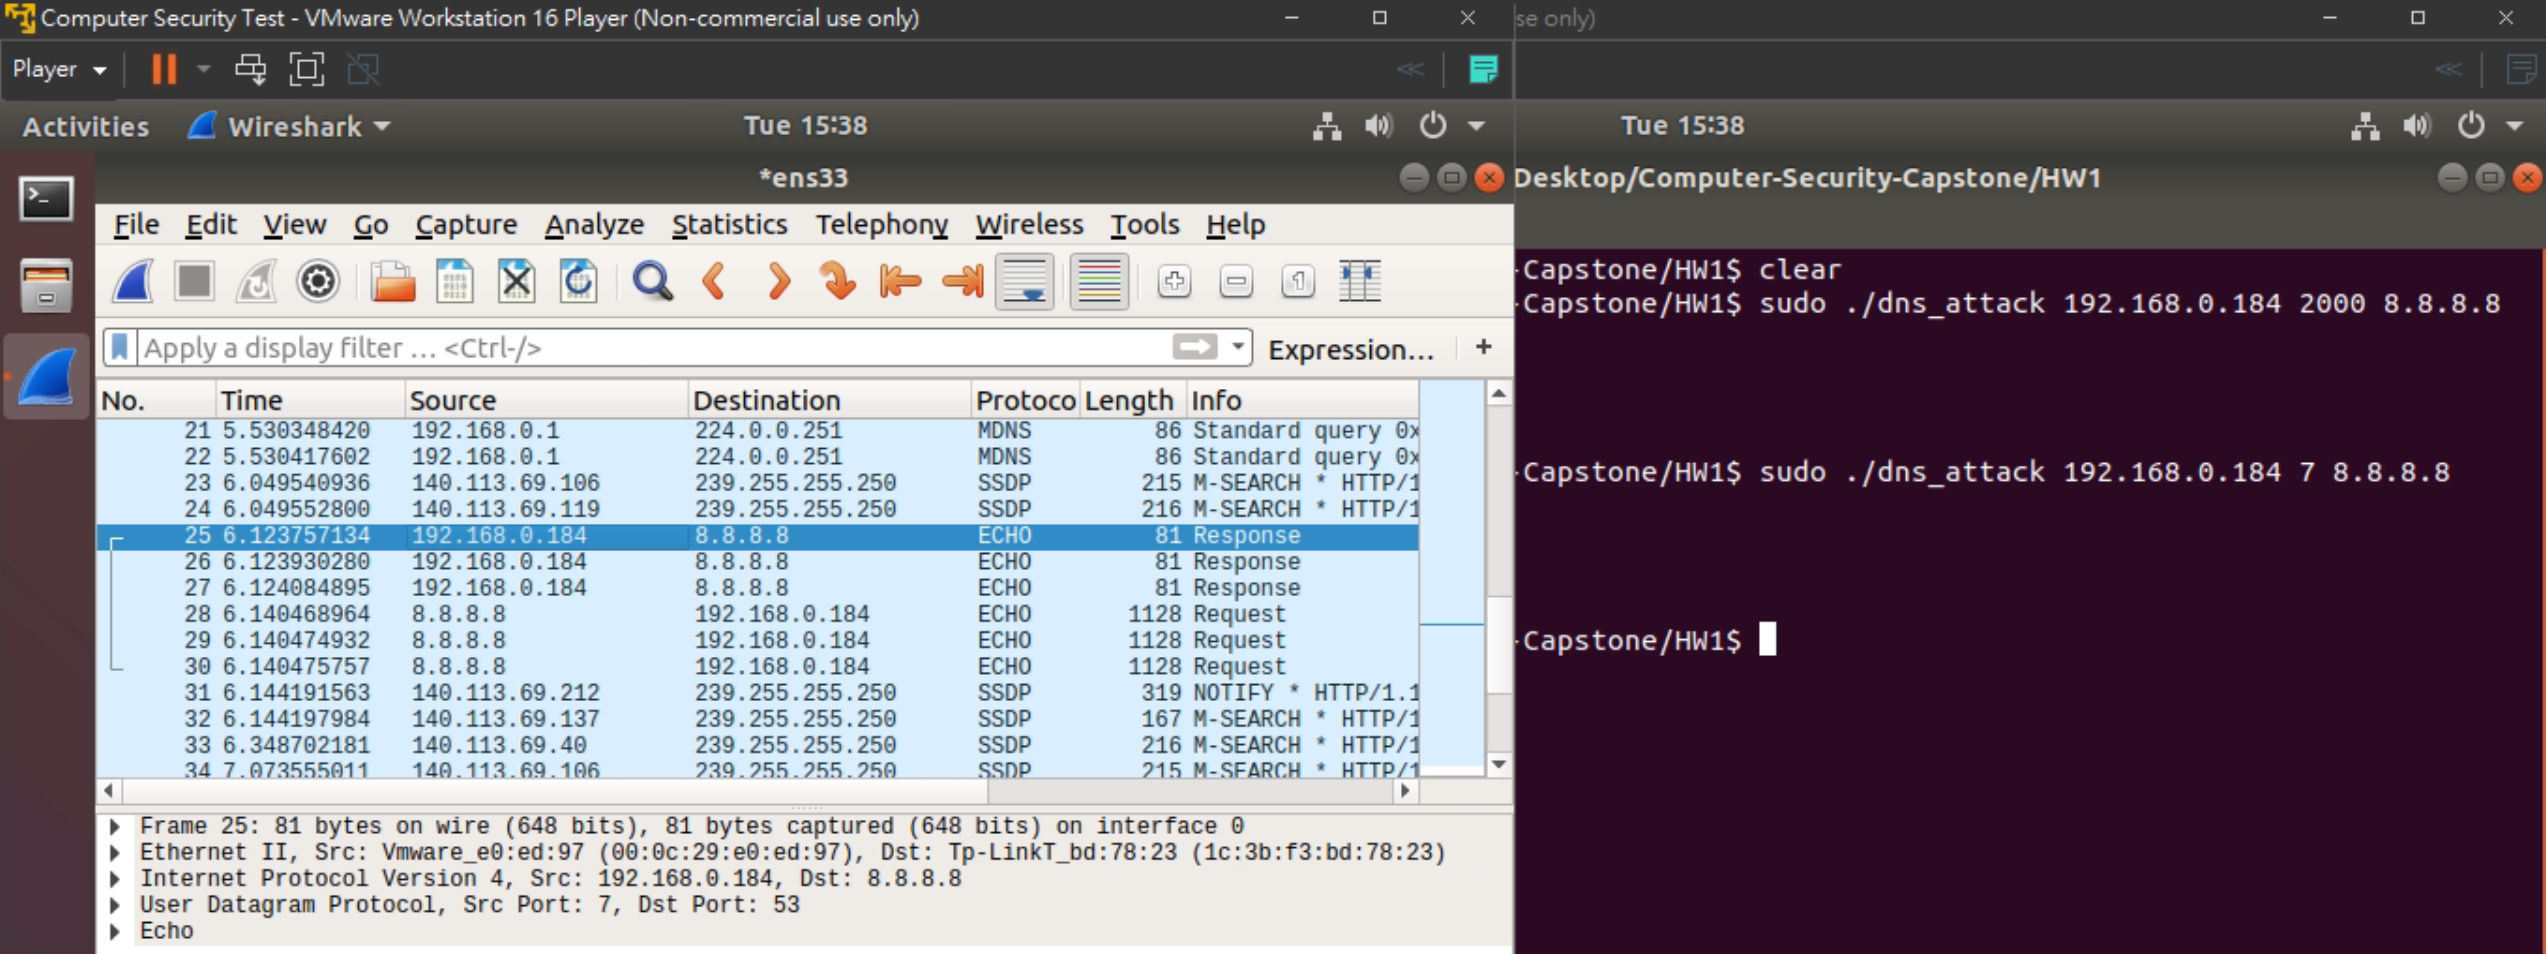 Computer Security Test - VMware Workstation 16 Player (Non-commercial use only)
se only)
Player
Activities
Wireshark
Tue 15:38
Tue 15:38
*ens33
Desktop/Computer-Security-Capstone/HW1
File Edit View Go Capture Analyze Statistics Telephony Wireless Tools Help
Apply a display filter … <Ctrl-/>
Expression…
+
No. Time Source Destination Protoco Length Info
21 5.530348420 192.168.0.1 224.0.0.251 MDNS 86 Standard query 0x
22 5.530417602 192.168.0.1 224.0.0.251 MDNS 86 Standard query 0x
23 6.049540936 140.113.69.106 239.255.255.250 SSDP 215 M-SEARCH * HTTP/1
24 6.049552800 140.113.69.119 239.255.255.250 SSDP 216 M-SEARCH * HTTP/1
25 6.123757134 192.168.0.184 8.8.8.8 ECHO 81 Response
26 6.123930280 192.168.0.184 8.8.8.8 ECHO 81 Response
27 6.124084895 192.168.0.184 8.8.8.8 ECHO 81 Response
28 6.140468964 8.8.8.8 192.168.0.184 ECHO 1128 Request
29 6.140474932 8.8.8.8 192.168.0.184 ECHO 1128 Request
30 6.140475757 8.8.8.8 192.168.0.184 ECHO 1128 Request
31 6.144191563 140.113.69.212 239.255.255.250 SSDP 319 NOTIFY * HTTP/1.1
32 6.144197984 140.113.69.137 239.255.255.250 SSDP 167 M-SEARCH * HTTP/1
33 6.348702181 140.113.69.40 239.255.255.250 SSDP 216 M-SEARCH * HTTP/1
34 7.073555011 140.113.69.106 239.255.255.250 SSDP 215 M-SEARCH * HTTP/1
Frame 25: 81 bytes on wire (648 bits), 81 bytes captured (648 bits) on interface 0
Ethernet II, Src: Vmware_e0:ed:97 (00:0c:29:e0:ed:97), Dst: Tp-LinkT_bd:78:23 (1c:3b:f3:bd:78:23)
Internet Protocol Version 4, Src: 192.168.0.184, Dst: 8.8.8.8
User Datagram Protocol, Src Port: 7, Dst Port: 53
Echo
-Capstone/HW1$ clear
-Capstone/HW1$ sudo ./dns_attack 192.168.0.184 2000 8.8.8.8
-Capstone/HW1$ sudo ./dns_attack 192.168.0.184 7 8.8.8.8
-Capstone/HW1$